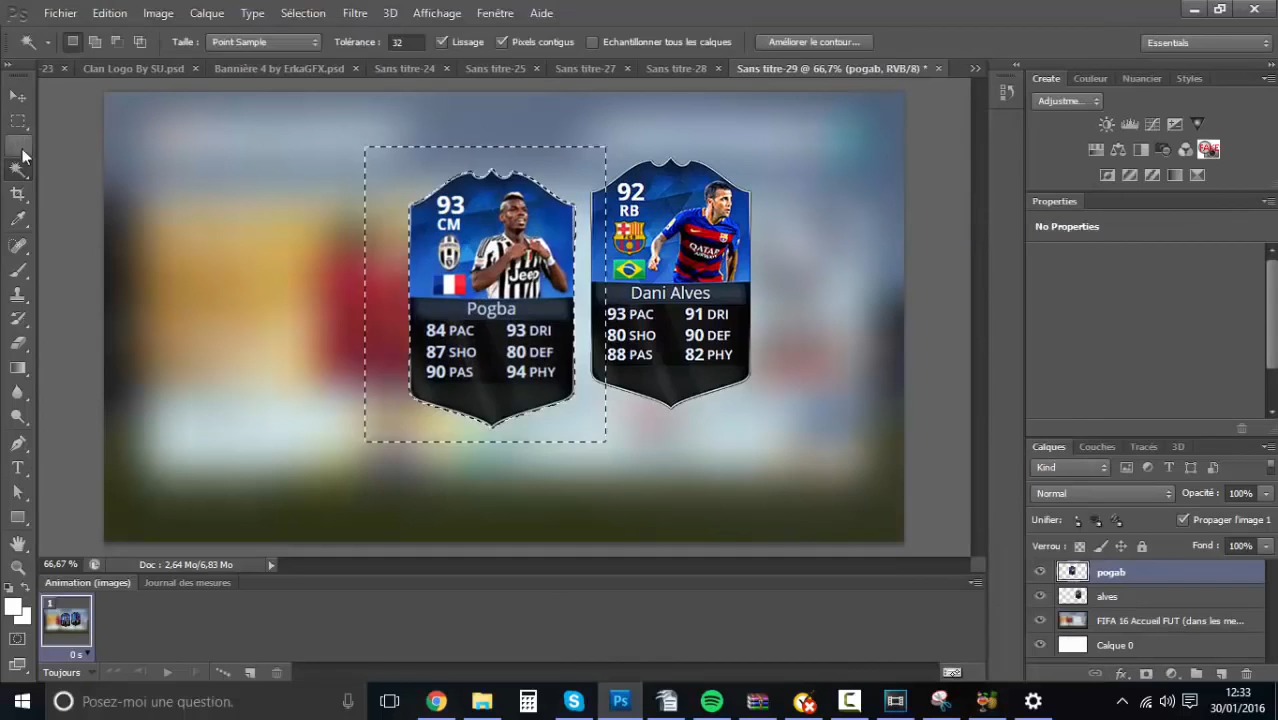 Ps Fichier Edition Image Calque Type Sélection Filtre 3D Affichage Fenêtre Aide
Taille : Point Sample Tolérance : 32 Lissage Pixels contigus Echantillonner tous les calques Améliorer le contour... Essentials
-23 Clan Logo By SU.psd Bannière 4 by ErkaGFX.psd Sans titre-24 Sans titre-25 Sans titre-27 Sans titre-28 Sans titre-29 @ 66,7% (pogab, RVB/8) *
Create Couleur Nuancier Styles
Adjustme...
FAKE
Properties
No Properties
93
CM
Pogba
84 PAC 93 DRI
87 SHO 80 DEF
90 PAS 94 PHY
92
RB
Dani Alves
93 PAC 91 DRI
80 SHO 90 DEF
88 PAS 82 PHY
Jeep
Calques Couches Tracés 3D
Kind
Normal Opacité : 100%
Unifier: Propager l'image 1
Verrou : Fond : 100%
pogab
alves
FIFA 16 Accueil FUT (dans les me...
Calque 0
66,67 % Doc : 2,64 Mo/6,83 Mo
Animation (images) Journal des mesures
1
0 s
Toujours
Posez-moi une question.
12:33
30/01/2016